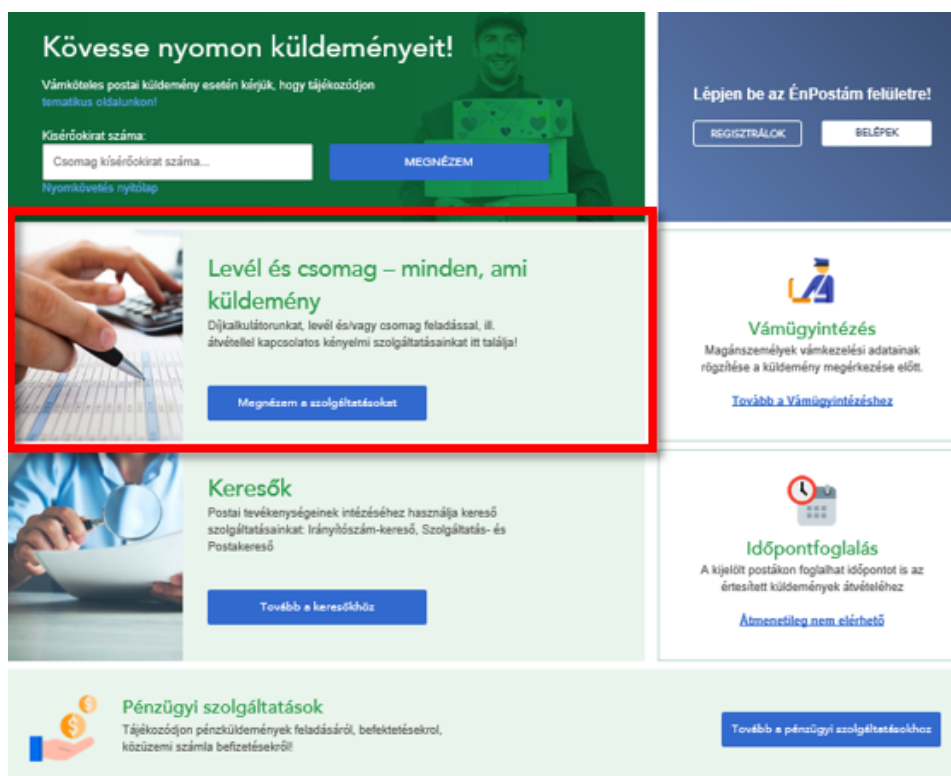 Kövesse nyomon küldeményeit!
Vámköteles postai küldemény esetén kérjük, hogy tájékozódjon
tematikus oldalunkon!
Kísérőokirat száma:
Csomag kísérőokirat száma...
MEGNÉZEM
Nyomkövetés nyitólap
Lépjen be az ÉnPostám felületre!
REGISZTRÁLOK
BELÉPEK
Levél és csomag – minden, ami
küldemény
Díjkalkulátorunkat, levél és/vagy csomag feladással, ill.
átvétellel kapcsolatos kényelmi szolgáltatásainkat itt találja!
Megnézem a szolgáltatásokat
Vámügyintézés
Magánszemélyek vámkezelési adatainak
rögzítése a küldemény megérkezése előtt.
Tovább a Vámügyintézéshez
Keresők
Postai tevékenységeinek intézéséhez használja kereső
szolgáltatásainkat: Irányítószám-kereső, Szolgáltatás- és
Postakereső
Tovább a keresőkhöz
Időpontfoglalás
A kijelölt postákon foglalhat időpontot is az
értesített küldemények átvételéhez
Átmenetileg nem elérhető
Pénzügyi szolgáltatások
Tájékozódjon pénzküldemények feladásáról, befektetésekrol,
közüzemi számla befizetésekről!
Tovább a pénzügyi szolgáltatásokhoz